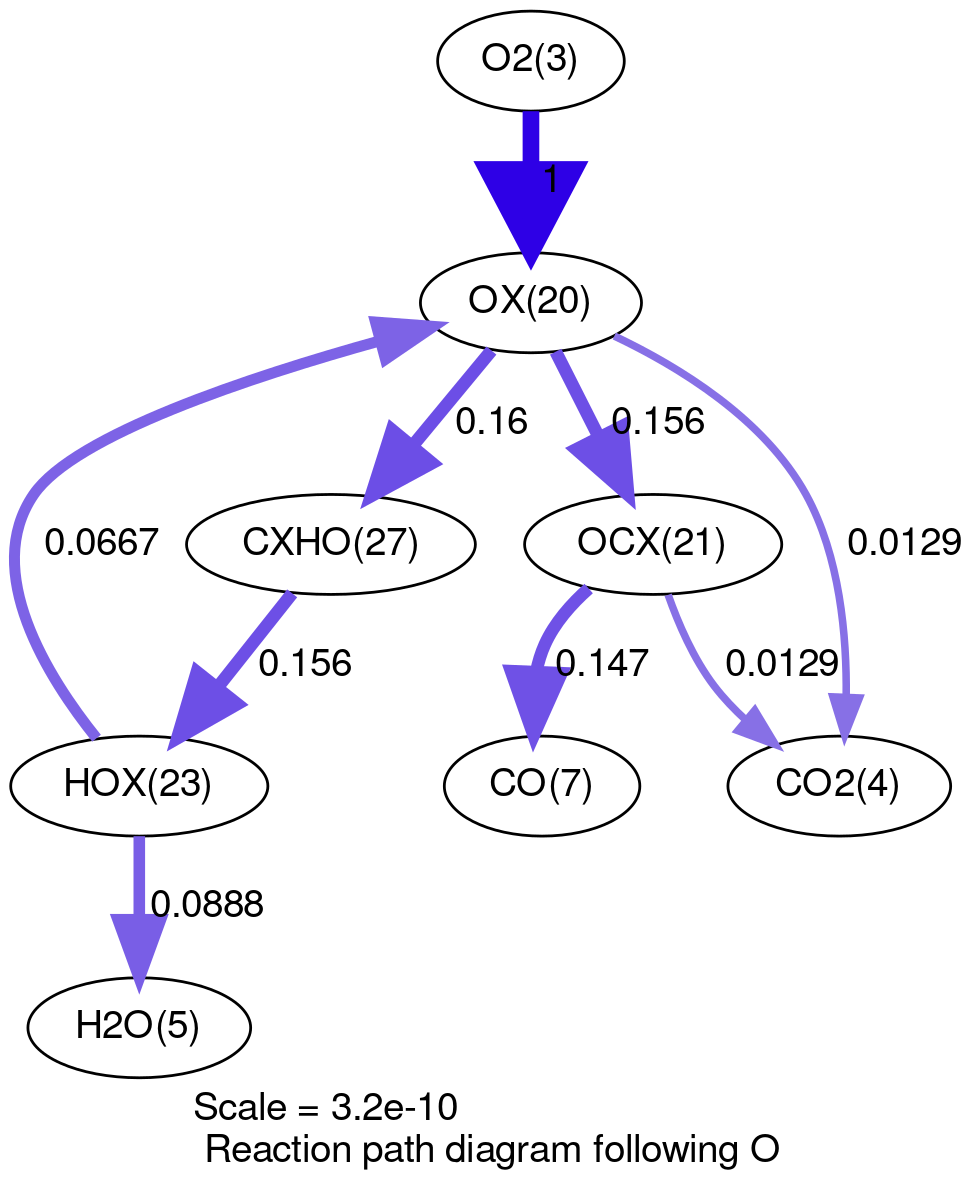 O2(3)
1
OX(20)
0.16
0.156
0.0667
CXHO(27)
OCX(21)
0.0129
0.156
0.147
0.0129
HOX(23)
CO(7)
CO2(4)
0.0888
H2O(5)
Scale = 3.2e-10
Reaction path diagram following O